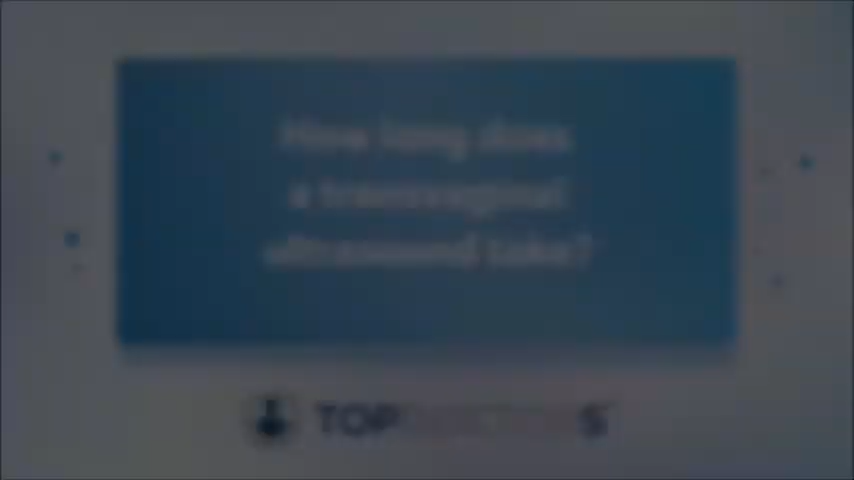 How long does
a transvaginal
ultrasound take?
TOP
S